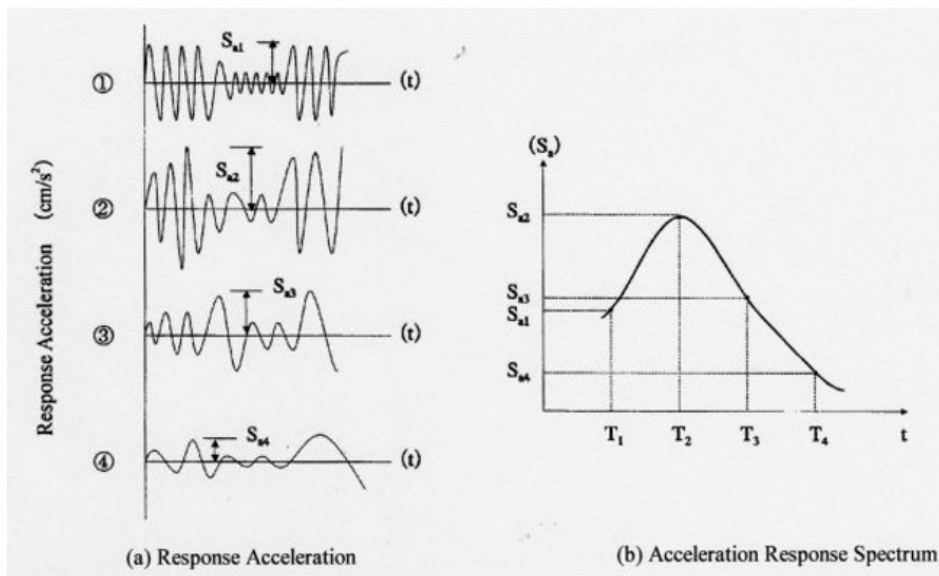 Response Acceleration (cm/s²)
①
Sa1
(t)
②
Sa2
(t)
③
Sa3
(t)
④
Sa4
(t)
(a) Response Acceleration
(Sa)
Sa2
Sa3
Sa1
Sa4
T1 T2 T3 T4 t
(b) Acceleration Response Spectrum